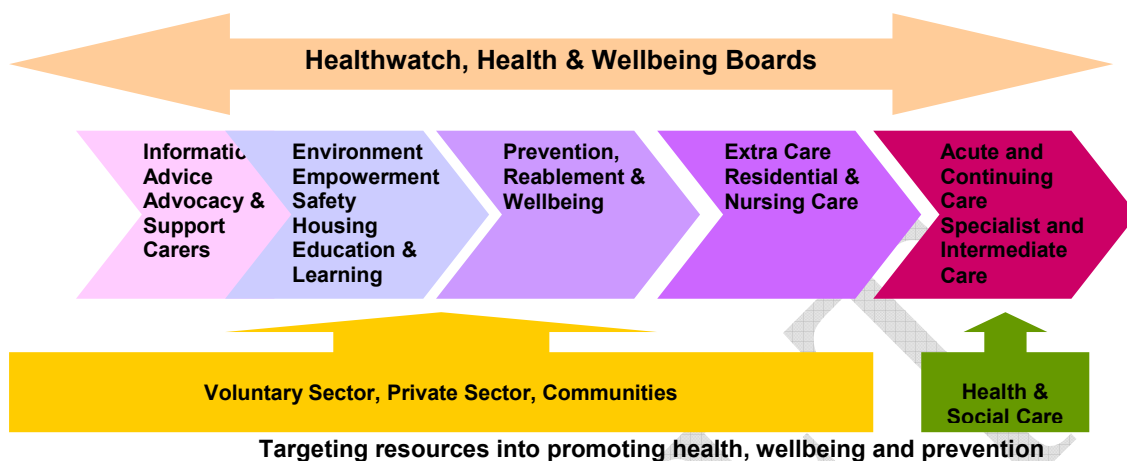 Healthwatch, Health & Wellbeing Boards
Informatic
Advice
Advocacy &
Support
Carers
Environment
Empowerment
Safety
Housing
Education &
Learning
Prevention,
Reablement &
Wellbeing
Extra Care
Residential &
Nursing Care
Acute and
Continuing
Care
Specialist and
Intermediate
Care
Voluntary Sector, Private Sector, Communities
Health &
Social Care
Targeting resources into promoting health, wellbeing and prevention